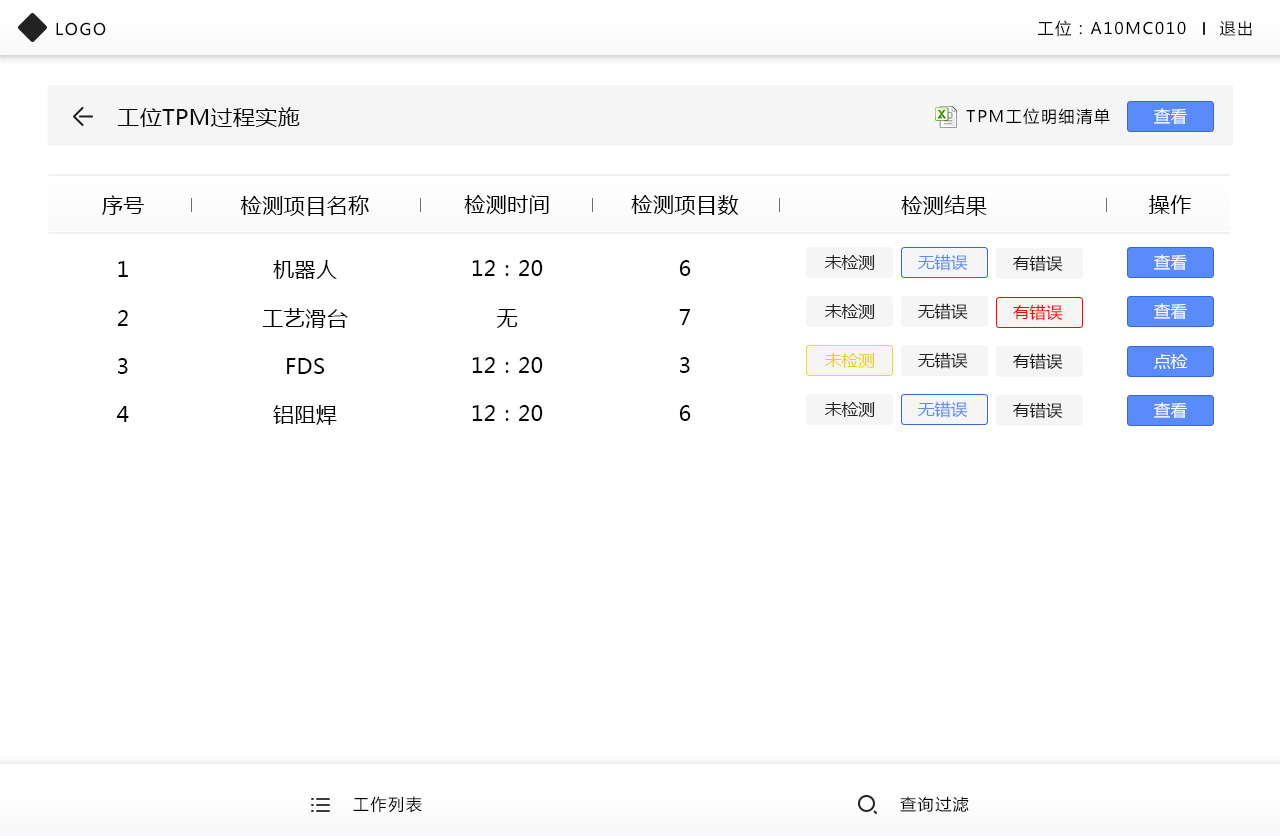 LOGO 工位：A10MC010 | 退出
工位TPM过程实施 TPM工位明细清单 查看
序号 检测项目名称 检测时间 检测项目数 检测结果 操作
1 机器人 12：20 6 未检测 无错误 有错误 查看
2 工艺滑台 无 7 未检测 无错误 有错误 查看
3 FDS 12：20 3 未检测 无错误 有错误 点检
4 铝阻焊 12：20 6 未检测 无错误 有错误 查看
工作列表 查询过滤